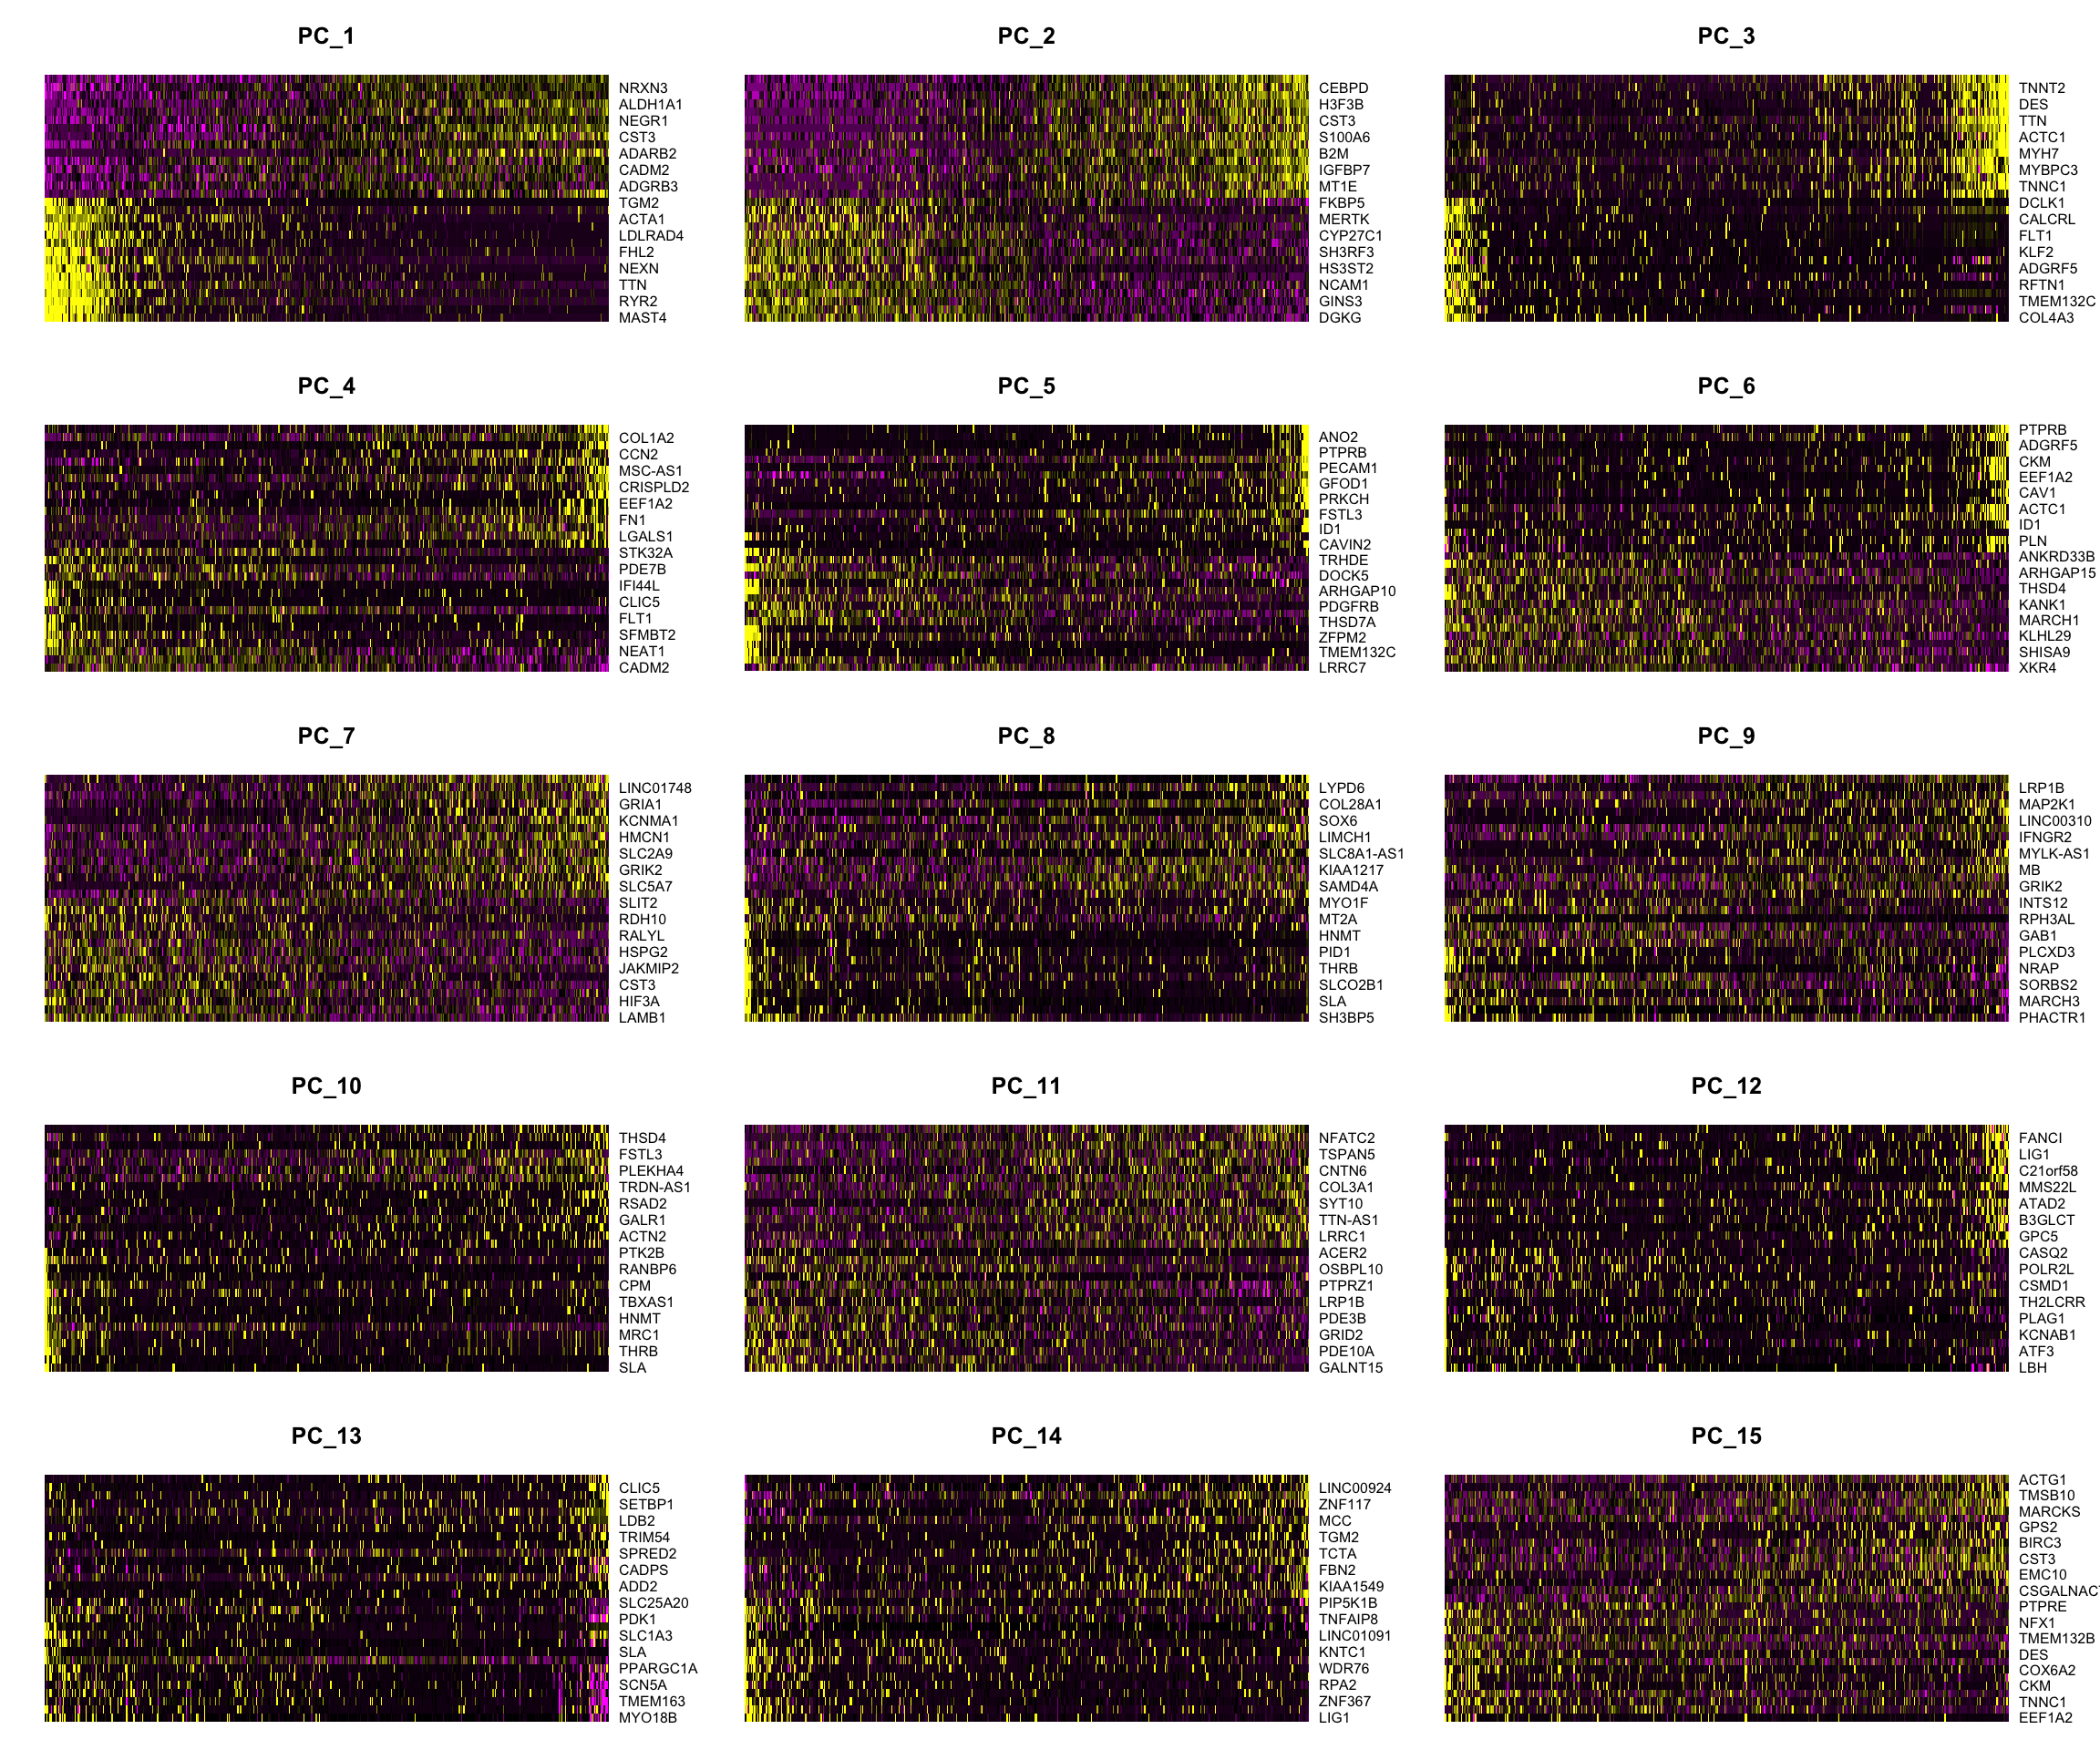 PC_1
NRXN3
ALDH1A1
NEGR1
CST3
ADARB2
CADM2
ADGRB3
TGM2
ACTA1
LDLRAD4
FHL2
NEXN
TTN
RYR2
MAST4
PC_2
CEBPD
H3F3B
CST3
S100A6
B2M
IGFBP7
MT1E
FKBP5
MERTK
CYP27C1
SH3RF3
HS3ST2
NCAM1
GINS3
DGKG
PC_3
TNNT2
DES
TTN
ACTC1
MYH7
MYBPC3
TNNC1
DCLK1
CALCRL
FLT1
KLF2
ADGRF5
RFTN1
TMEM132C
COL4A3
PC_4
COL1A2
CCN2
MSC-AS1
CRISPLD2
EEF1A2
FN1
LGALS1
STK32A
PDE7B
IFI44L
CLIC5
FLT1
SFMBT2
NEAT1
CADM2
PC_5
ANO2
PTPRB
PECAM1
GFOD1
PRKCH
FSTL3
ID1
CAVIN2
TRHDE
DOCK5
ARHGAP10
PDGFRB
THSD7A
ZFPM2
TMEM132C
LRRC7
PC_6
PTPRB
ADGRF5
CKM
EEF1A2
CAV1
ACTC1
ID1
PLN
ANKRD33B
ARHGAP15
THSD4
KANK1
MARCH1
KLHL29
SHISA9
XKR4
PC_7
LINC01748
GRIA1
KCNMA1
HMCN1
SLC2A9
GRIK2
SLC5A7
SLIT2
RDH10
RALYL
HSPG2
JAKMIP2
CST3
HIF3A
LAMB1
PC_8
LYPD6
COL28A1
SOX6
LIMCH1
SLC8A1-AS1
KIAA1217
SAMD4A
MYO1F
MT2A
HNMT
PID1
THRB
SLCO2B1
SLA
SH3BP5
PC_9
LRP1B
MAP2K1
LINC00310
IFNGR2
MYLK-AS1
MB
GRIK2
INTS12
RPH3AL
GAB1
PLCXD3
NRAP
SORBS2
MARCH3
PHACTR1
PC_10
THSD4
FSTL3
PLEKHA4
TRDN-AS1
RSAD2
GALR1
ACTN2
PTK2B
RANBP6
CPM
TBXAS1
HNMT
MRC1
THRB
SLA
PC_11
NFATC2
TSPAN5
CNTN6
COL3A1
SYT10
TTN-AS1
LRRC1
ACER2
OSBPL10
PTPRZ1
LRP1B
PDE3B
GRID2
PDE10A
GALNT15
PC_12
FANCI
LIG1
C21orf58
MMS22L
ATAD2
B3GLCT
GPC5
CASQ2
POLR2L
CSMD1
TH2LCRR
PLAG1
KCNAB1
ATF3
LBH
PC_13
CLIC5
SETBP1
LDB2
TRIM54
SPRED2
CADPS
ADD2
SLC25A20
PDK1
SLC1A3
SLA
PPARGC1A
SCN5A
TMEM163
MYO18B
PC_14
LINC00924
ZNF117
MCC
TGM2
TCTA
FBN2
KIAA1549
PIP5K1B
TNFAIP8
LINC01091
KNTC1
WDR76
RPA2
ZNF367
LIG1
PC_15
ACTG1
TMSB10
MARCKS
GPS2
BIRC3
CST3
EMC10
CSGALNAC
PTPRE
NFX1
TMEM132B
DES
COX6A2
CKM
TNNC1
EEF1A2